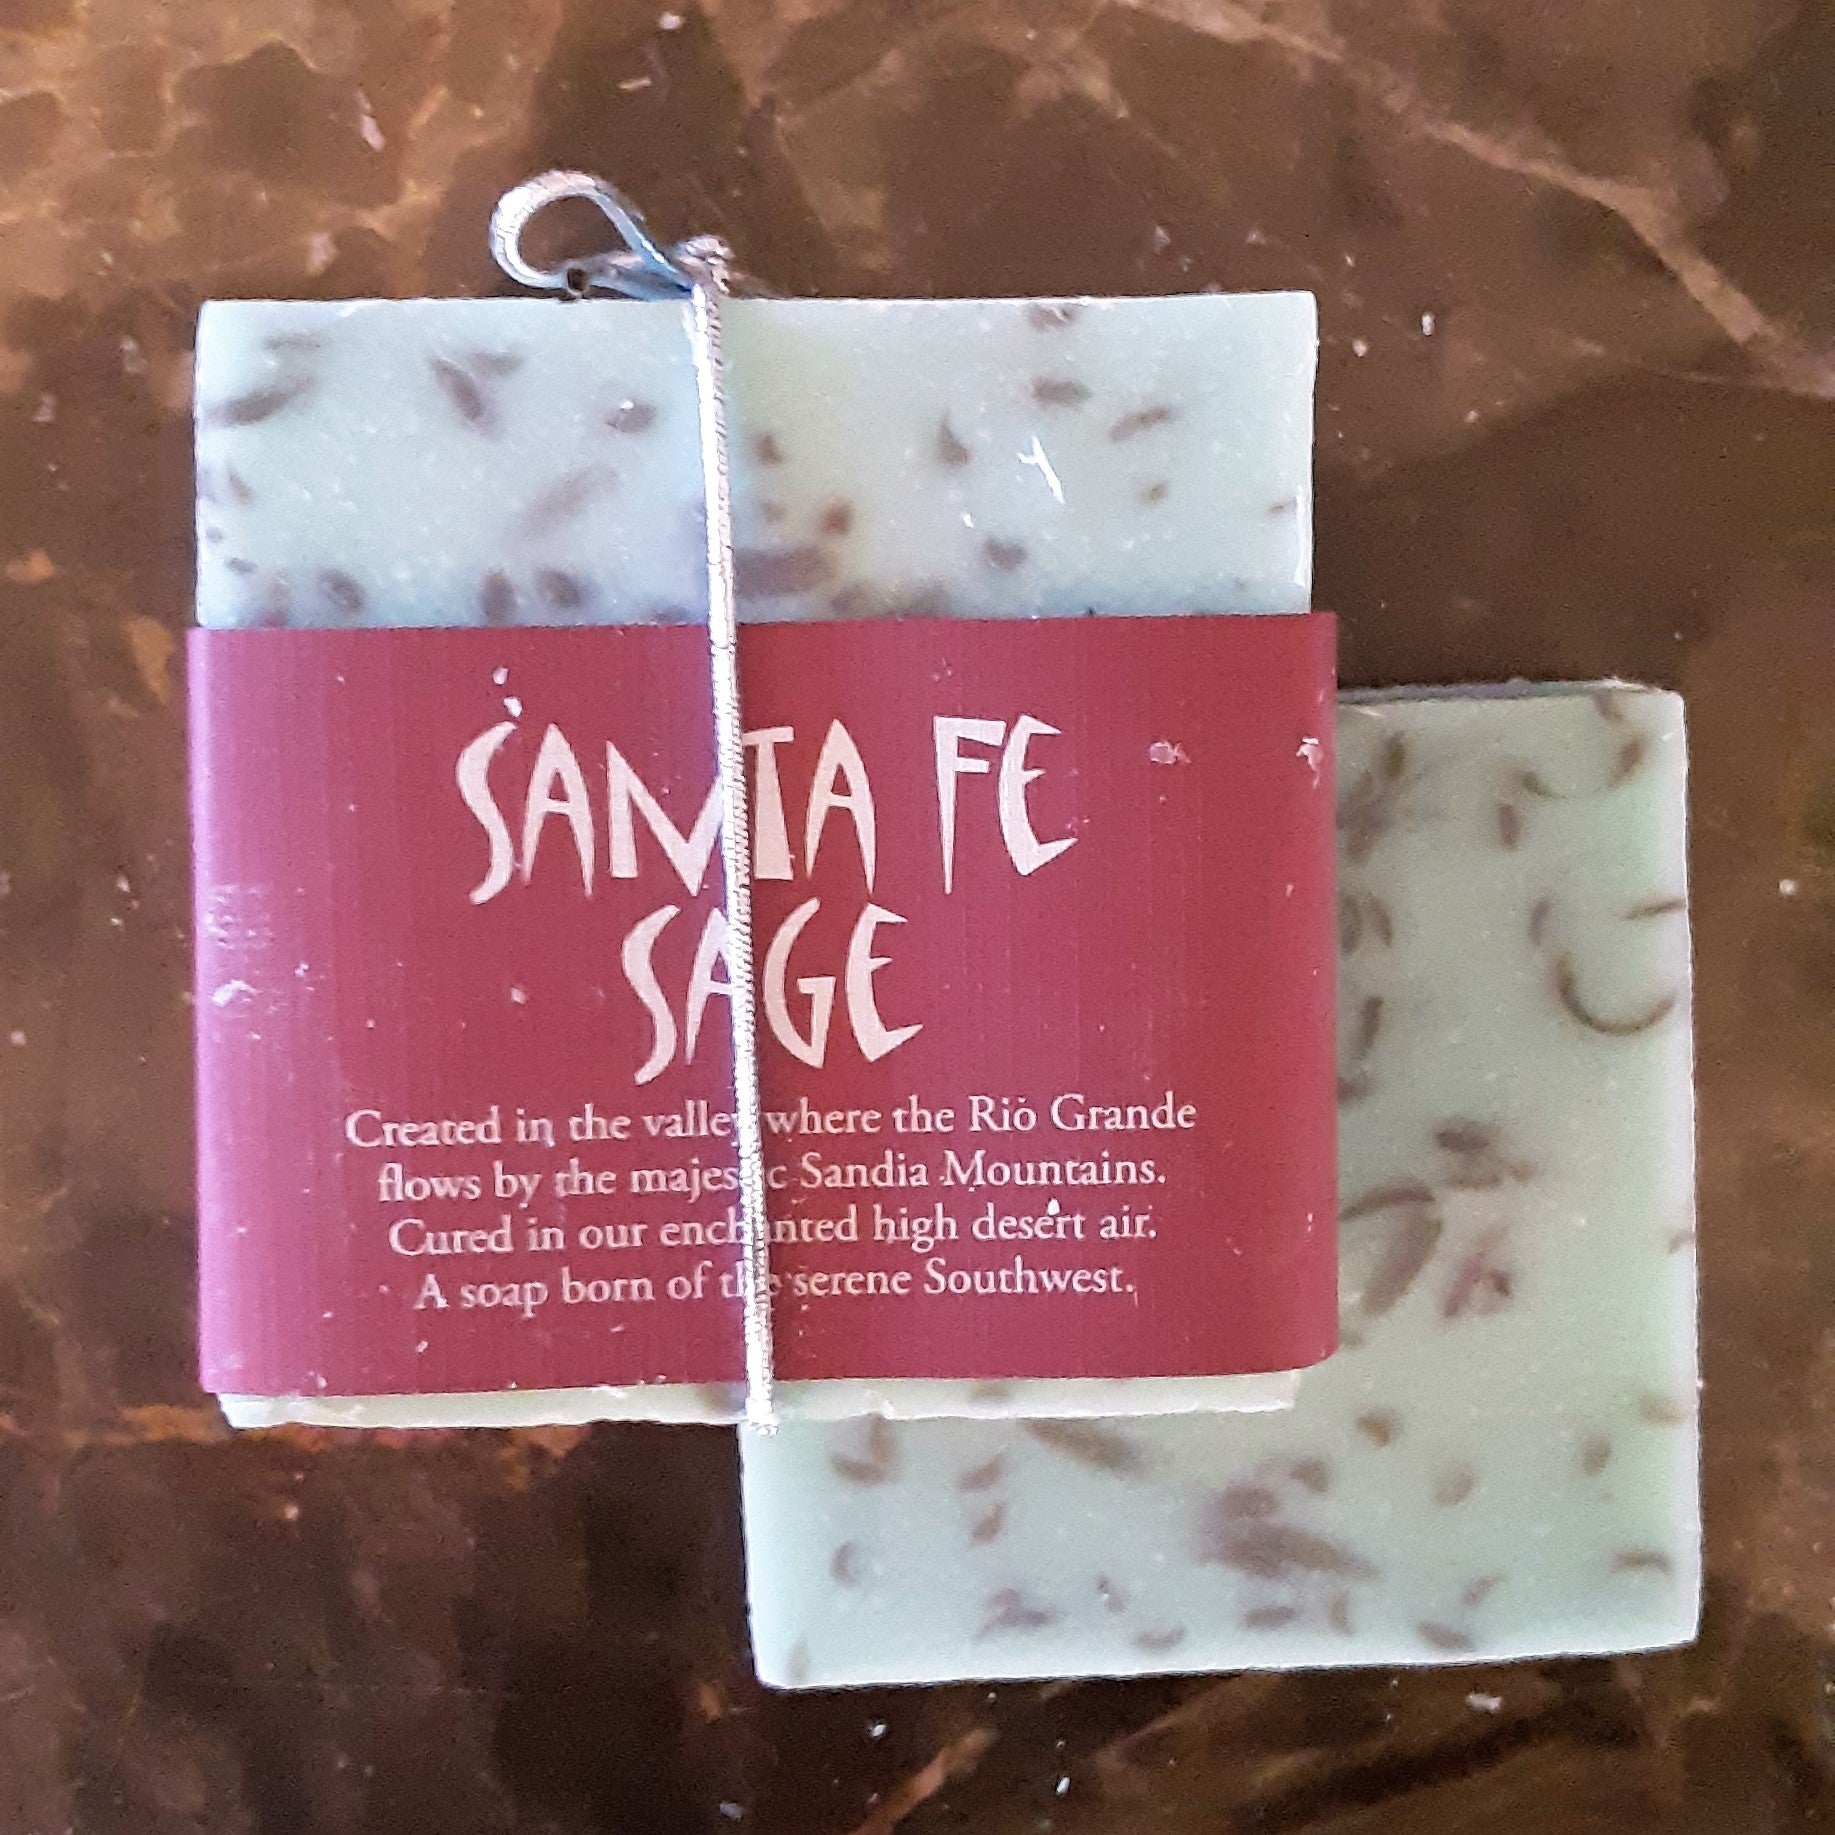 SANTA FE
SAGE
Created in the valley where the Rio Grande
flows by the majestic Sandia Mountains.
Cured in our enchanted high desert air.
A soap born of the serene Southwest.